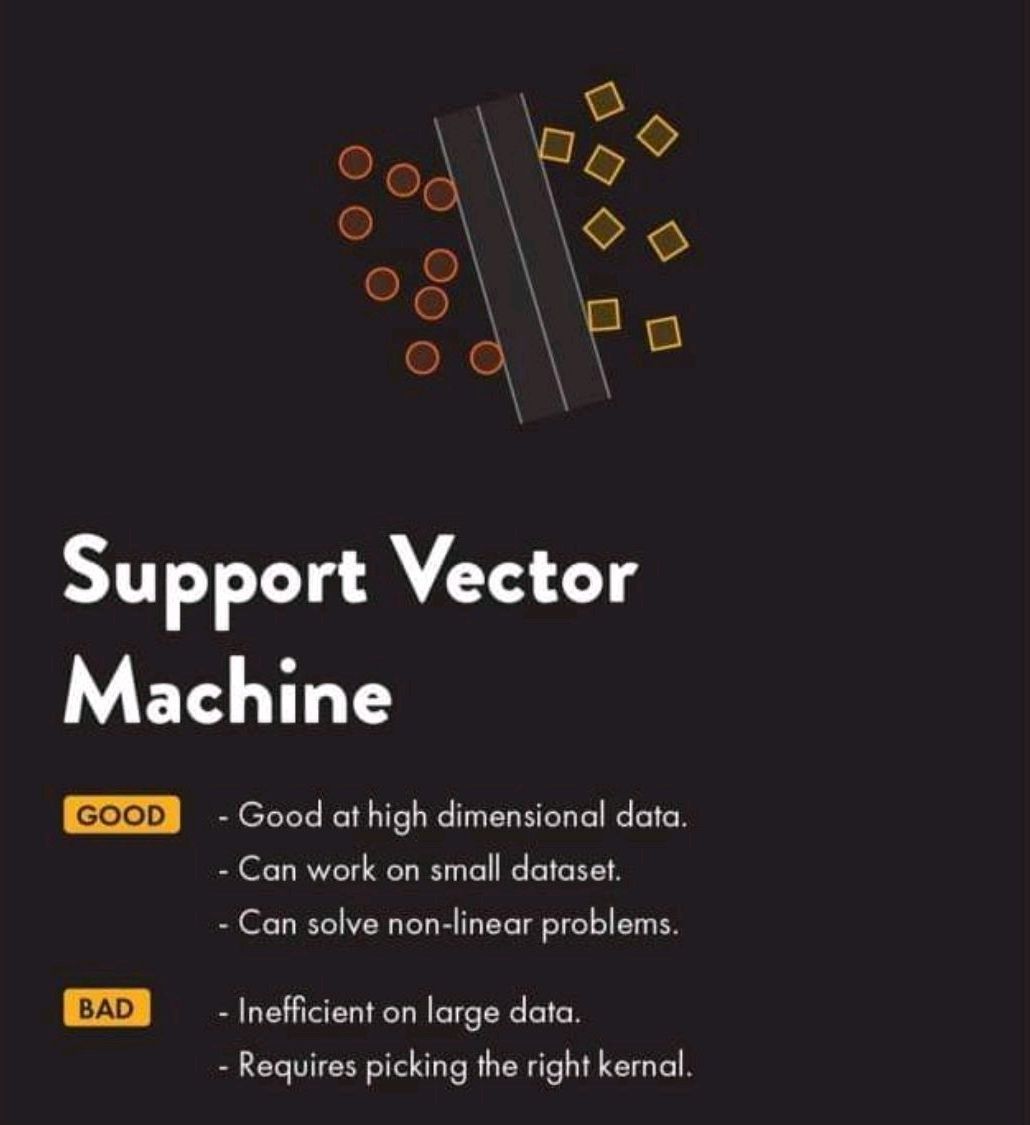 Support Vector
Machine
GOOD - Good at high dimensional data.
- Can work on small dataset.
- Can solve non-linear problems.
BAD - Inefficient on large data.
- Requires picking the right kernal.